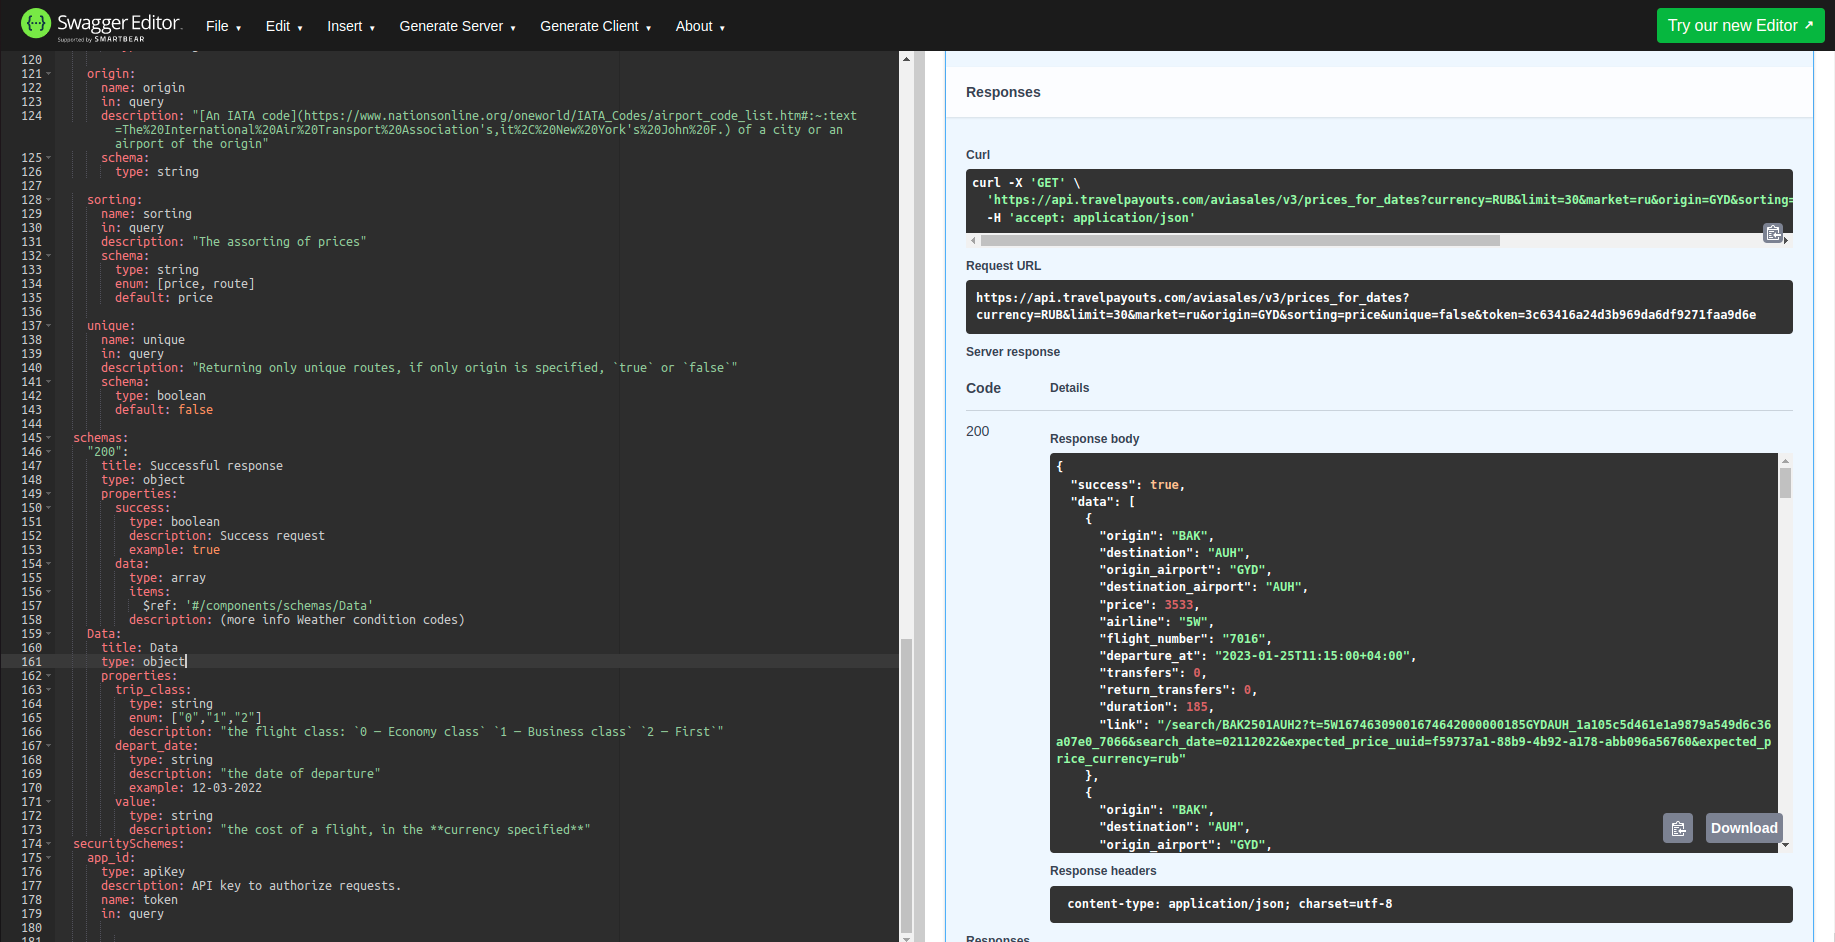 Swagger Editor.
Supported by SMARTBEAR
File
Edit
Insert
Generate Server
Generate Client
About
Try our new Editor ↗
120
121 origin:
122 name: origin
123 in: query
124 description: "[An IATA code](https://www.nationsonline.org/oneworld/IATA_Codes/airport_code_list.htm#:~:text
=The%20International%20Air%20Transport%20Association's,it%2C%20New%20York's%20John%20F.) of a city or an
airport of the origin"
125 schema:
126 type: string
127
128 sorting:
129 name: sorting
130 in: query
131 description: "The assorting of prices"
132 schema:
133 type: string
134 enum: [price, route]
135 default: price
136
137 unique:
138 name: unique
139 in: query
140 description: "Returning only unique routes, if only origin is specified, `true` or `false`"
141 schema:
142 type: boolean
143 default: false
144
145 schemas:
146 "200":
147 title: Successful response
148 type: object
149 properties:
150 success:
151 type: boolean
152 description: Success request
153 example: true
154 data:
155 type: array
156 items:
157 $ref: '#/components/schemas/Data'
158 description: (more info Weather condition codes)
159 Data:
160 title: Data
161 type: object
162 properties:
163 trip_class:
164 type: string
165 enum: ["0","1","2"]
166 description: "the flight class: `0 — Economy class` `1 — Business class` `2 — First`"
167 depart_date:
168 type: string
169 description: "the date of departure"
170 example: 12-03-2022
171 value:
172 type: string
173 description: "the cost of a flight, in the **currency specified**"
174 securitySchemes:
175 app_id:
176 type: apiKey
177 description: API key to authorize requests.
178 name: token
179 in: query
180
181
Responses
Curl
curl -X 'GET' \
'https://api.travelpayouts.com/aviasales/v3/prices_for_dates?currency=RUB&limit=30&market=ru&origin=GYD&sorting=
-H 'accept: application/json'
Request URL
https://api.travelpayouts.com/aviasales/v3/prices_for_dates?
currency=RUB&limit=30&market=ru&origin=GYD&sorting=price&unique=false&token=3c63416a24d3b969da6df9271faa9d6e
Server response
Code
Details
200
Response body
{
"success": true,
"data": [
{
"origin": "BAK",
"destination": "AUH",
"origin_airport": "GYD",
"destination_airport": "AUH",
"price": 3533,
"airline": "5W",
"flight_number": "7016",
"departure_at": "2023-01-25T11:15:00+04:00",
"transfers": 0,
"return_transfers": 0,
"duration": 185,
"link": "/search/BAK2501AUH2?t=5W16746309001674642000000185GYDAUH_1a105c5d461e1a9879a549d6c36
a07e0_7066&search_date=02112022&expected_price_uuid=f59737a1-88b9-4b92-a178-abb096a56760&expected_p
rice_currency=rub"
},
{
"origin": "BAK",
"destination": "AUH",
"origin_airport": "GYD",
Download
Response headers
content-type: application/json; charset=utf-8
Responses